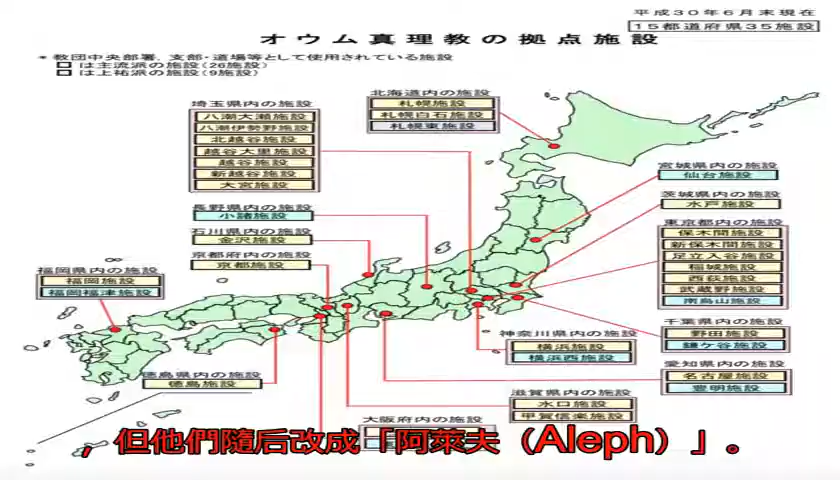 平成30年6月末現在
15都道府県35施設
オウム真理教の拠点施設
* 教団中央部署、支部・道場等として使用されている施設
□は主流派の施設(26施設)
□は上祐派の施設(9施設)
北海道内の施設
札幌施設
札幌白石施設
札幌東施設
埼玉県内の施設
八潮大瀬施設
八潮伊勢野施設
北越谷施設
越谷大里施設
越谷施設
新越谷施設
大宮施設
宮城県内の施設
仙台施設
茨城県内の施設
水戸施設
長野県内の施設
小諸施設
石川県内の施設
金沢施設
京都府内の施設
京都施設
東京都内の施設
保木間施設
新保木間施設
足立入谷施設
稲城施設
西荻施設
武蔵野施設
南烏山施設
福岡県内の施設
福岡施設
福岡福津施設
千葉県内の施設
野田施設
鎌ケ谷施設
神奈川県内の施設
横浜施設
横浜西施設
愛知県内の施設
名古屋施設
豊明施設
徳島県内の施設
徳島施設
滋賀県内の施設
水口施設
甲賀信楽施設
大阪府内の施設
，但他們隨后改成「阿萊夫（Aleph）」。